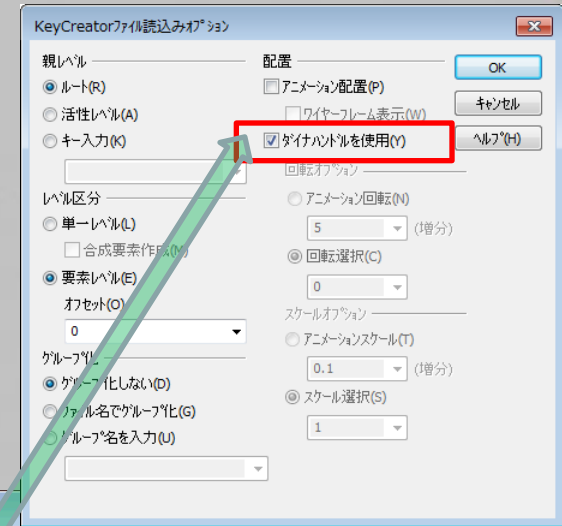 KeyCreatorﾌｧｲﾙ読込みｵﾌﾟｼｮﾝ
親ﾚﾍﾞﾙ
ﾙｰﾄ(R)
活性ﾚﾍﾞﾙ(A)
ｷｰ入力(K)
ﾚﾍﾞﾙ区分
単一ﾚﾍﾞﾙ(L)
合成要素作成(M)
要素ﾚﾍﾞﾙ(E)
ｵﾌｾｯﾄ(O)
0
ｸﾞﾙｰﾌﾟ化
ｸﾞﾙｰﾌﾟ化しない(D)
ﾌｧｲﾙ名でｸﾞﾙｰﾌﾟ化(G)
ｸﾞﾙｰﾌﾟ名を入力(U)
配置
ｱﾆﾒｰｼｮﾝ配置(P)
ﾜｲﾔｰﾌﾚｰﾑ表示(W)
ﾀﾞｲﾅﾊﾝﾄﾞﾙを使用(Y)
回転ｵﾌﾟｼｮﾝ
ｱﾆﾒｰｼｮﾝ回転(N)
5 (増分)
回転選択(C)
0
ｽｹｰﾙｵﾌﾟｼｮﾝ
ｱﾆﾒｰｼｮﾝｽｹｰﾙ(T)
0.1 (増分)
ｽｹｰﾙ選択(S)
1
OK
ｷｬﾝｾﾙ
ﾍﾙﾌﾟ(H)